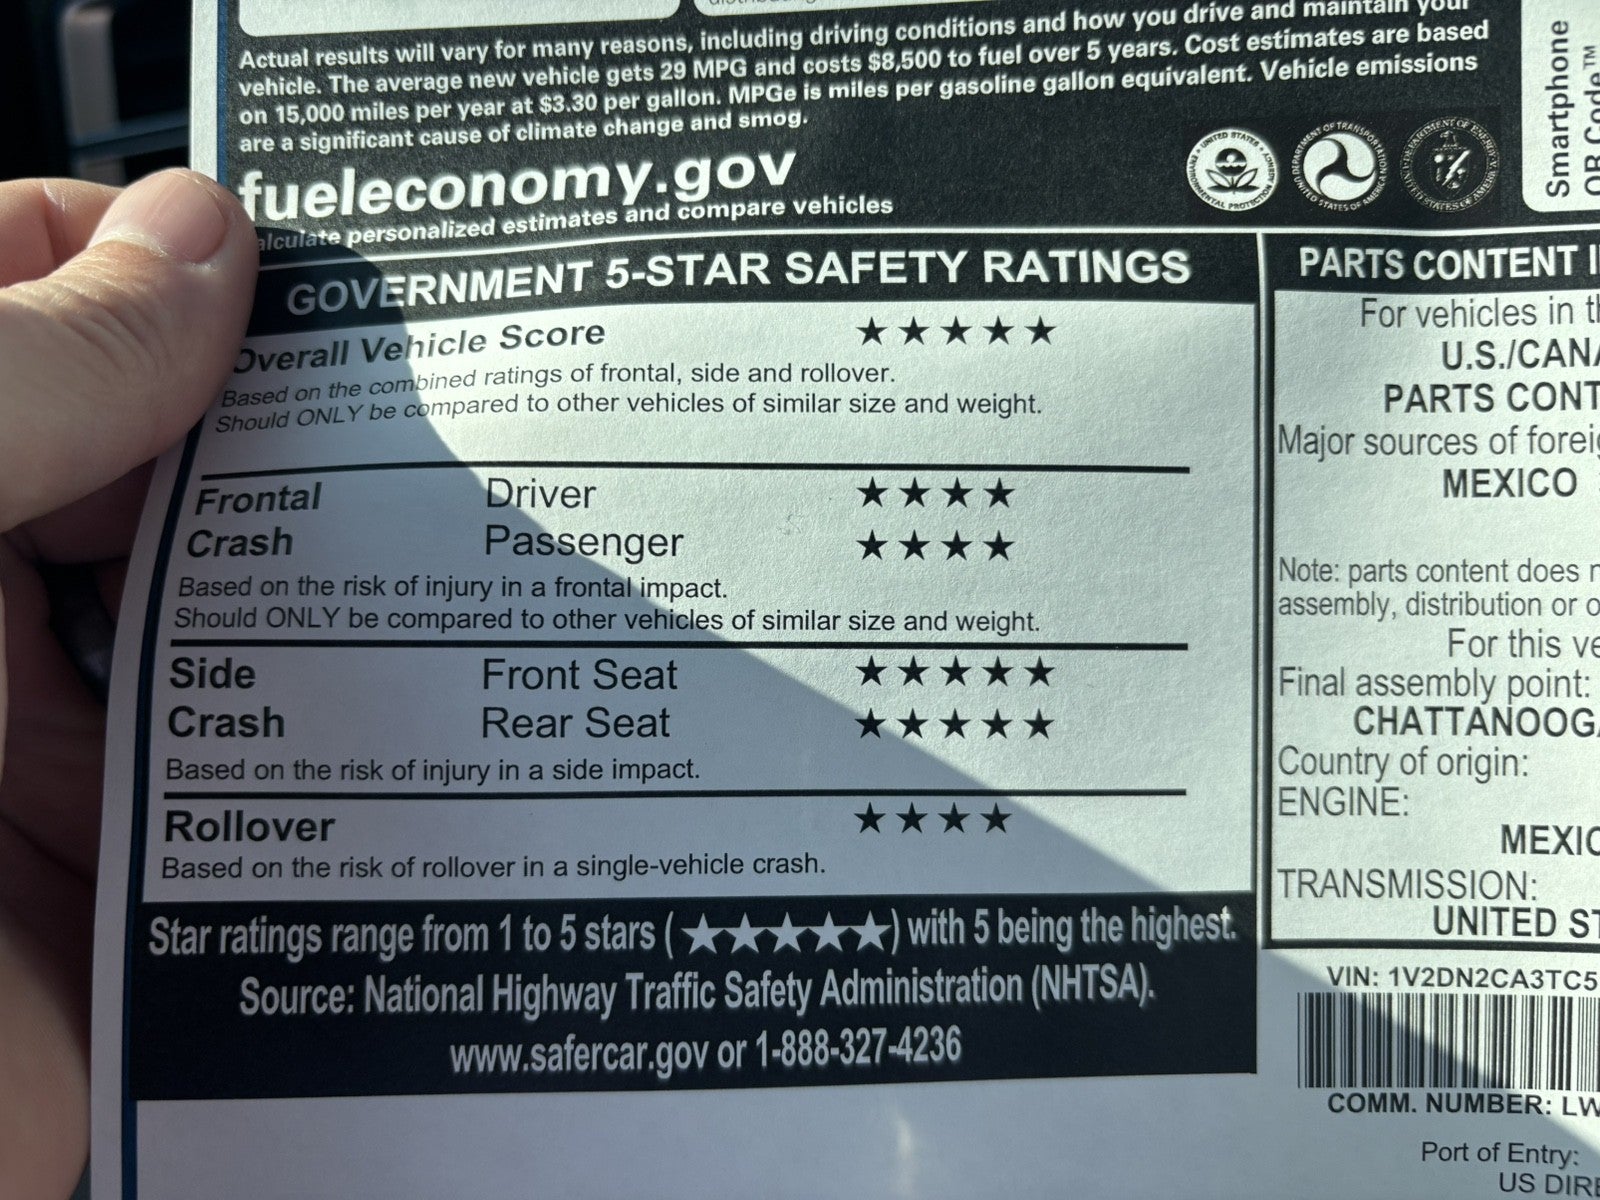 Actual results will vary for many reasons, including driving conditions and how you drive and maintain your
vehicle. The average new vehicle gets 29 MPG and costs $8,500 to fuel over 5 years. Cost estimates are based
on 15,000 miles per year at $3.30 per gallon. MPGe is miles per gasoline gallon equivalent. Vehicle emissions
are a significant cause of climate change and smog.
fueleconomy.gov
alculate personalized estimates and compare vehicles
Smartphone
QR Code™
GOVERNMENT 5-STAR SAFETY RATINGS
Overall Vehicle Score ★★★★★
Based on the combined ratings of frontal, side and rollover.
Should ONLY be compared to other vehicles of similar size and weight.
Frontal Driver ★★★★
Crash Passenger ★★★★
Based on the risk of injury in a frontal impact.
Should ONLY be compared to other vehicles of similar size and weight.
Side Front Seat ★★★★★
Crash Rear Seat ★★★★★
Based on the risk of injury in a side impact.
Rollover ★★★★
Based on the risk of rollover in a single-vehicle crash.
Star ratings range from 1 to 5 stars (★★★★★) with 5 being the highest.
Source: National Highway Traffic Safety Administration (NHTSA).
www.safercar.gov or 1-888-327-4236
PARTS CONTENT
For vehicles in
U.S./CANA
PARTS CONT
Major sources of foreig
MEXICO
Note: parts content does
assembly, distribution or
For this ve
Final assembly point:
CHATTANOOG
Country of origin:
ENGINE:
MEXIC
TRANSMISSION:
UNITED ST
VIN: 1V2DN2CA3TC5
COMM. NUMBER: LW
Port of Entry:
US DIR